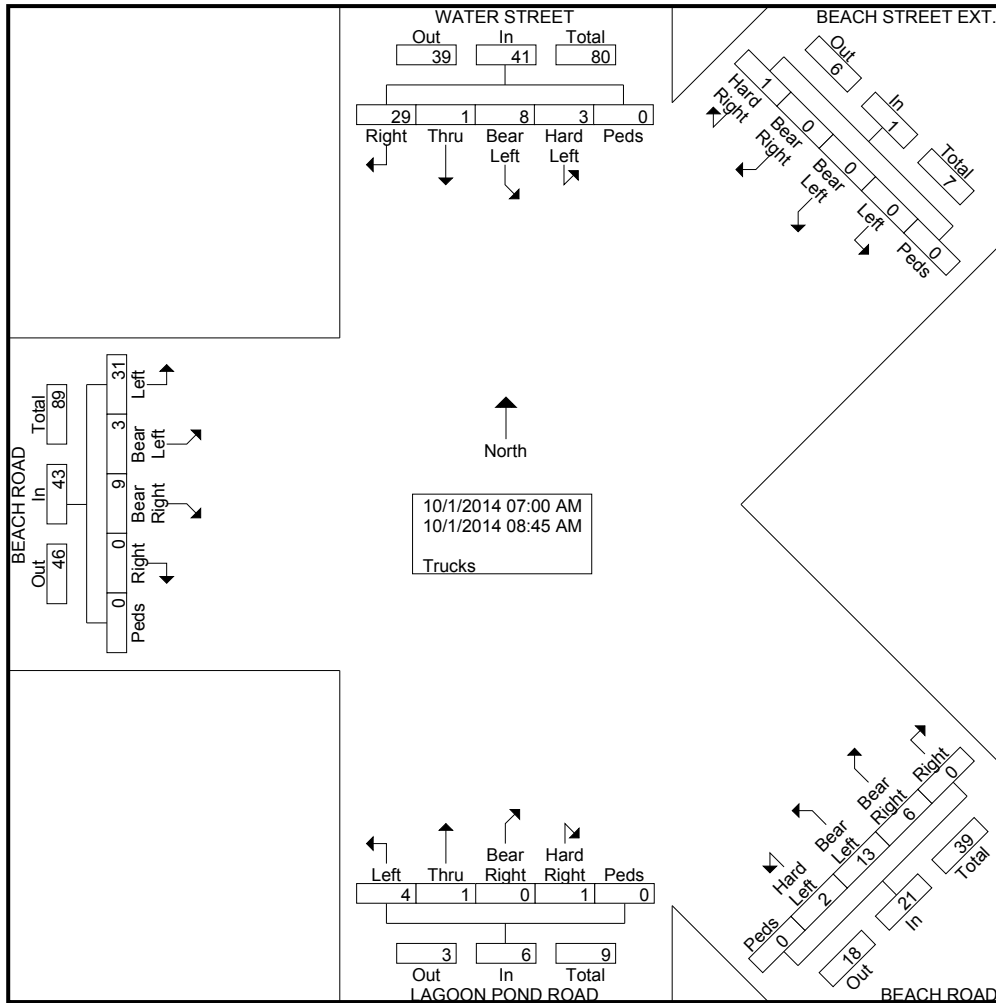 WATER STREET
Out In Total
39 41 80
29 1 8 3 0
Right Thru Bear Left Hard Left Peds
BEACH STREET EXT.
Out
6
In
1
Total
7
1 0 0 0 0
Hard Right Bear Right Bear Left Left Peds
BEACH ROAD
Total In Out
89 43 46
31 3 9 0 0
Left Bear Left Bear Right Right Peds
North
10/1/2014 07:00 AM
10/1/2014 08:45 AM
Trucks
Left Thru Bear Right Hard Right Peds
4 1 0 1 0
3 6 9
Out In Total
LAGOON POND ROAD
Peds Hard Left Bear Left Bear Right Right
0 2 13 6 0
18 21 39
Out In Total
BEACH ROAD